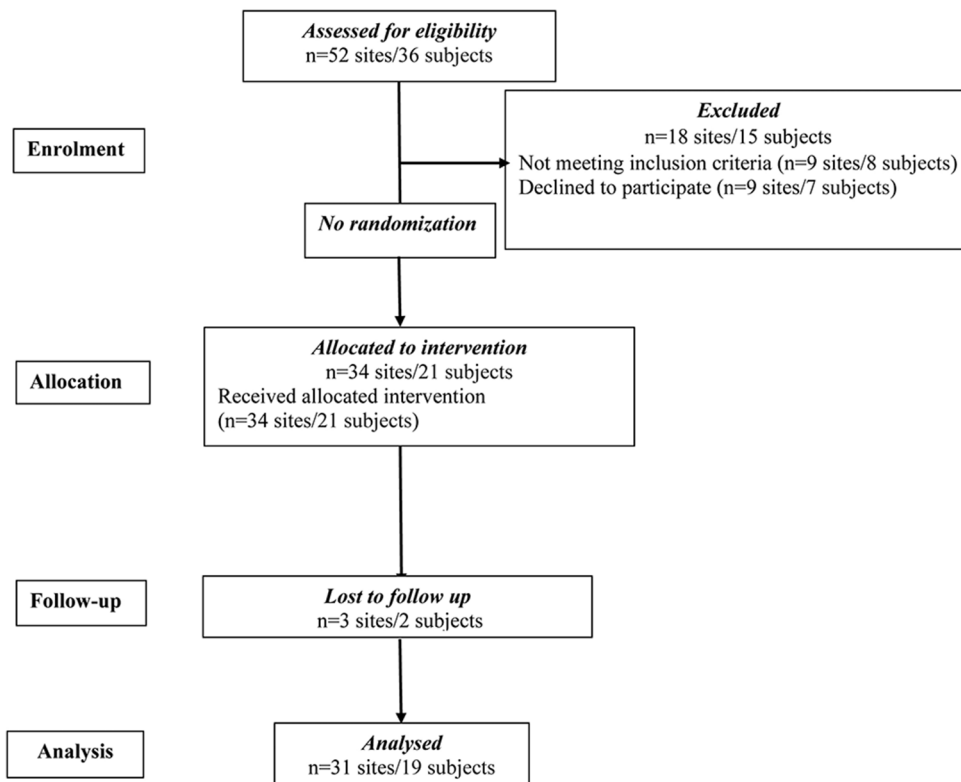 Assessed for eligibility
n=52 sites/36 subjects
Enrolment
Excluded
n=18 sites/15 subjects
Not meeting inclusion criteria (n=9 sites/8 subjects)
Declined to participate (n=9 sites/7 subjects)
No randomization
Allocation
Allocated to intervention
n=34 sites/21 subjects
Received allocated intervention
(n=34 sites/21 subjects)
Follow-up
Lost to follow up
n=3 sites/2 subjects
Analysis
Analysed
n=31 sites/19 subjects